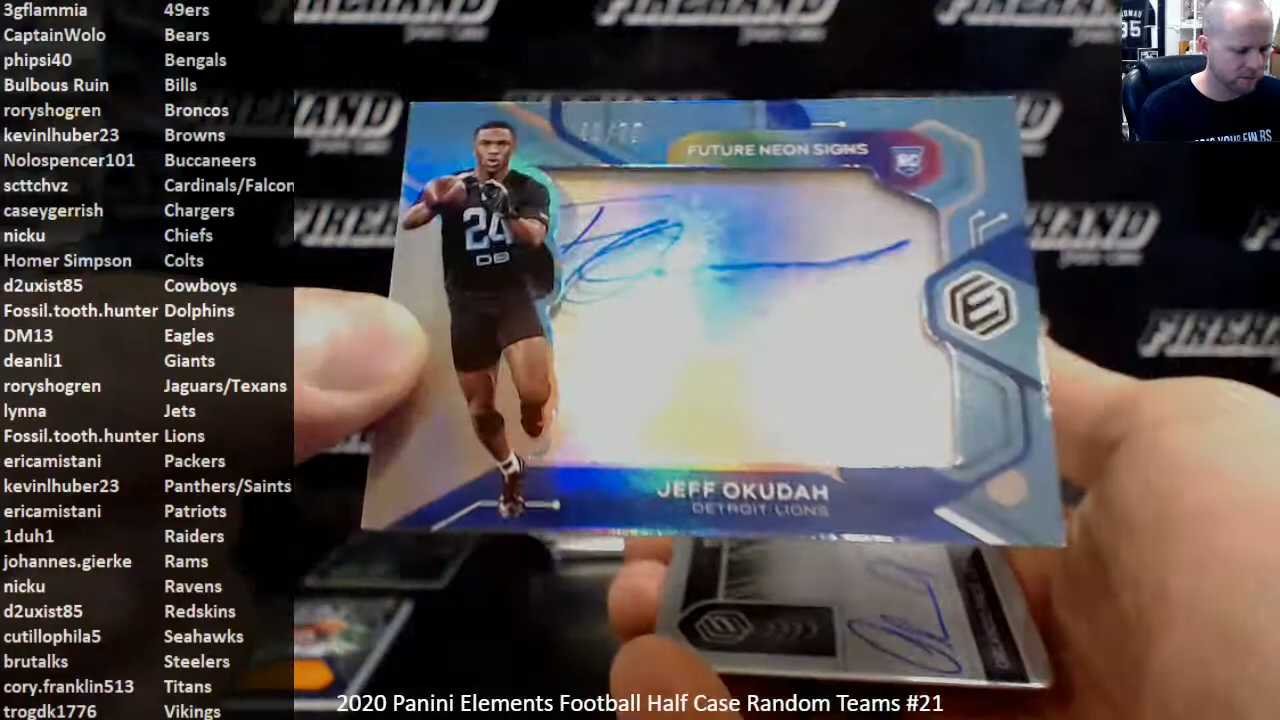 3gflammia 49ers
CaptainWolo Bears
phipsi40 Bengals
Bulbous Ruin Bills
roryshogren Broncos
kevinlhuber23 Browns
Nolospencer101 Buccaneers
scttchvz Cardinals/Falcon
caseygerrish Chargers
nicku Chiefs
Homer Simpson Colts
d2uxist85 Cowboys
Fossil.tooth.hunter Dolphins
DM13 Eagles
deanli1 Giants
roryshogren Jaguars/Texans
lynna Jets
Fossil.tooth.hunter Lions
ericamistani Packers
kevinlhuber23 Panthers/Saints
ericamistani Patriots
1duh1 Raiders
johannes.gierke Rams
nicku Ravens
d2uxist85 Redskins
cutillophila5 Seahawks
brutalks Steelers
cory.franklin513 Titans
trogdk1776 Vikings
FUTURE NEON SIGNS
RC
24
DB
JEFF OKUDAH
DETROIT LIONS
FIREHAND
35
2020 Panini Elements Football Half Case Random Teams #21